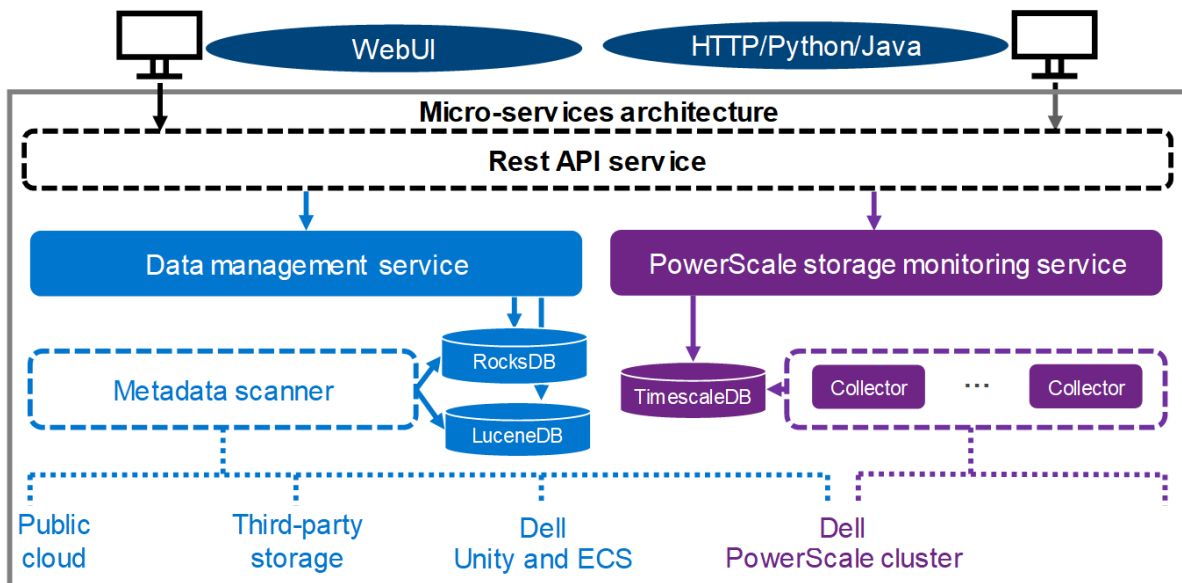 WebUI
HTTP/Python/Java
Micro-services architecture
Rest API service
Data management service
PowerScale storage monitoring service
RocksDB
Metadata scanner
LuceneDB
TimescaleDB
Collector
...
Collector
Public
cloud
Third-party
storage
Dell
Unity and ECS
Dell
PowerScale cluster